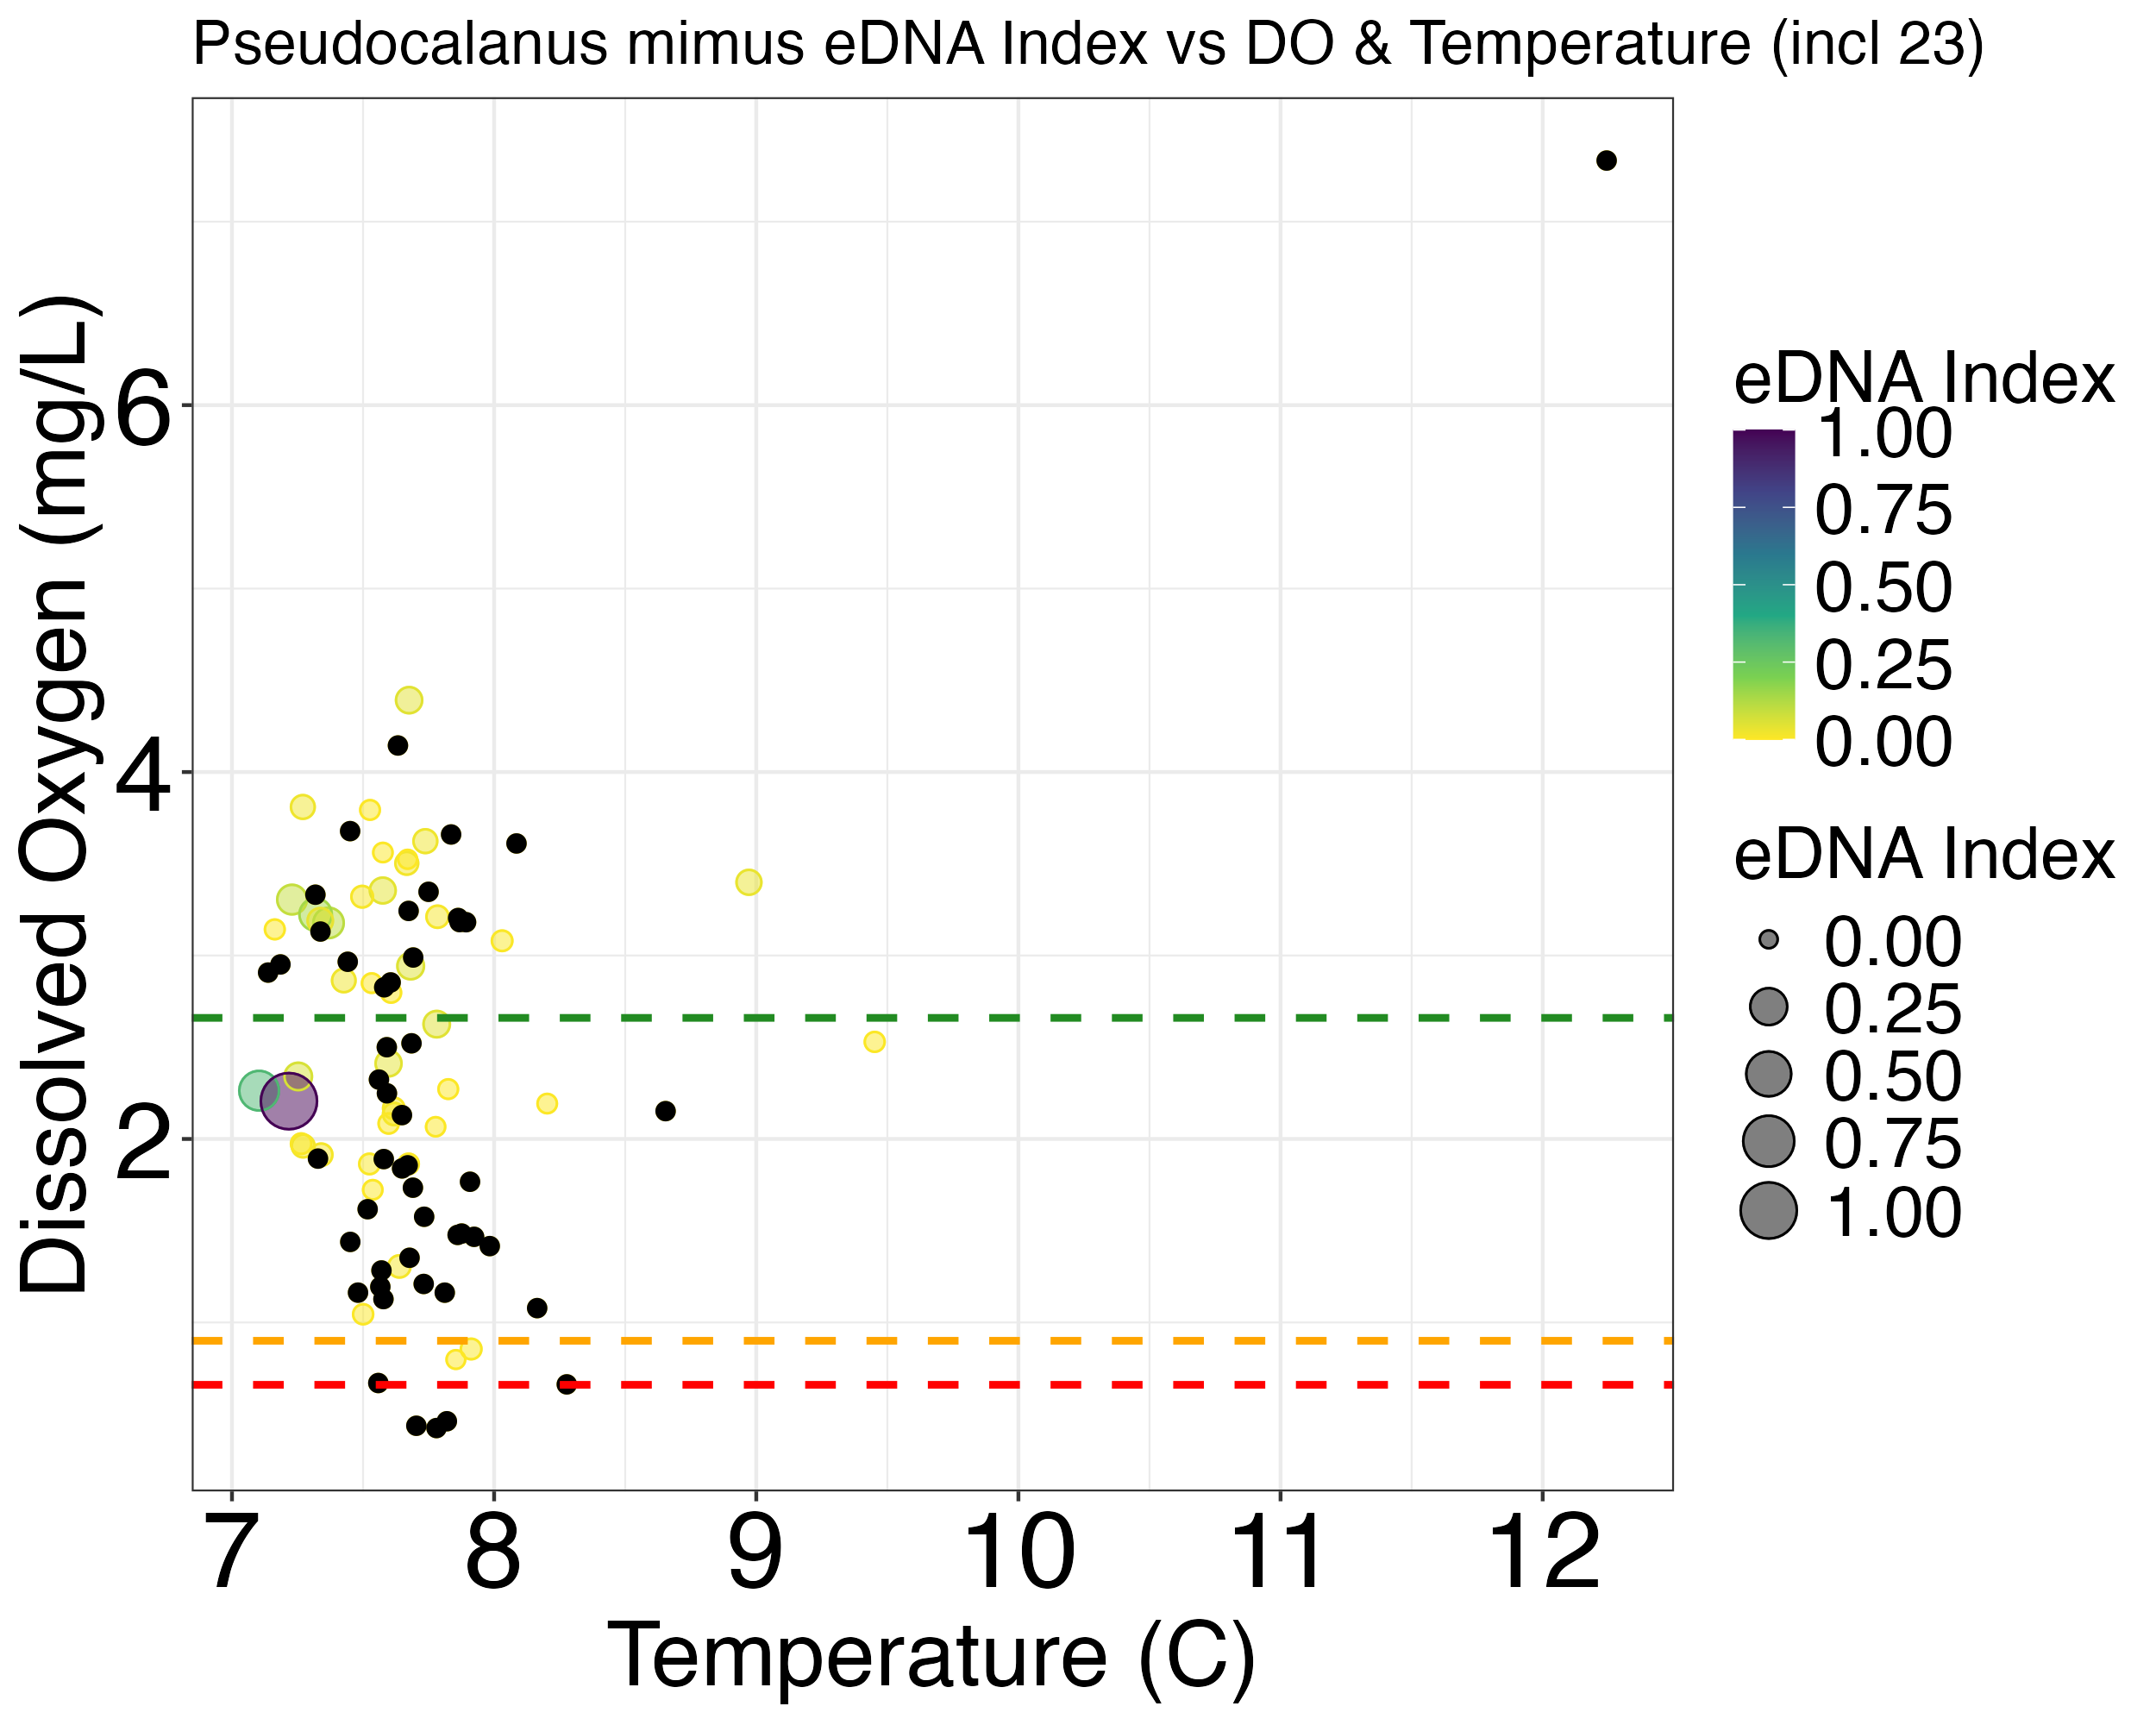 Pseudocalanus mimus eDNA Index vs DO & Temperature (incl 23)
Dissolved Oxygen (mg/L)
6
4
2
7 8 9 10 11 12
Temperature (C)
eDNA Index
1.00
0.75
0.50
0.25
0.00
eDNA Index
0.00
0.25
0.50
0.75
1.00